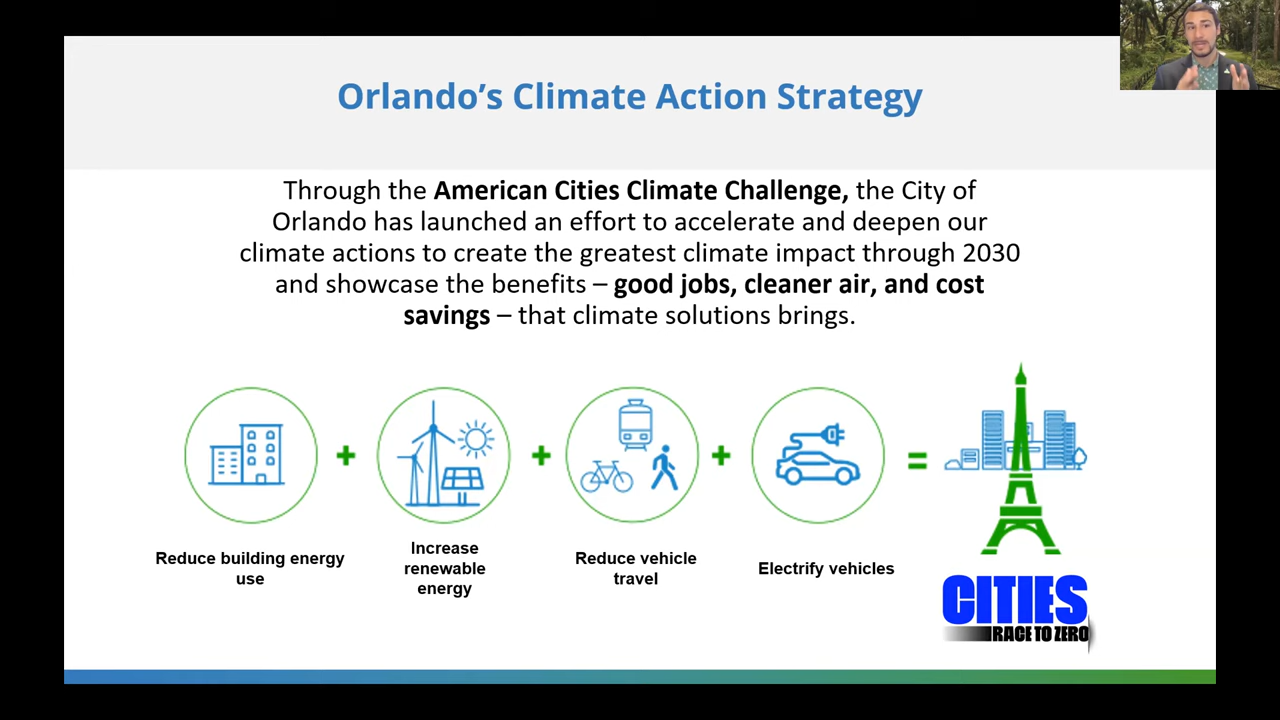 Orlando’s Climate Action Strategy
Through the American Cities Climate Challenge, the City of
Orlando has launched an effort to accelerate and deepen our
climate actions to create the greatest climate impact through 2030
and showcase the benefits – good jobs, cleaner air, and cost
savings – that climate solutions brings.
+ + + =
Reduce building energy
use
Increase
renewable
energy
Reduce vehicle
travel
Electrify vehicles
CITIES
RACE TO ZERO